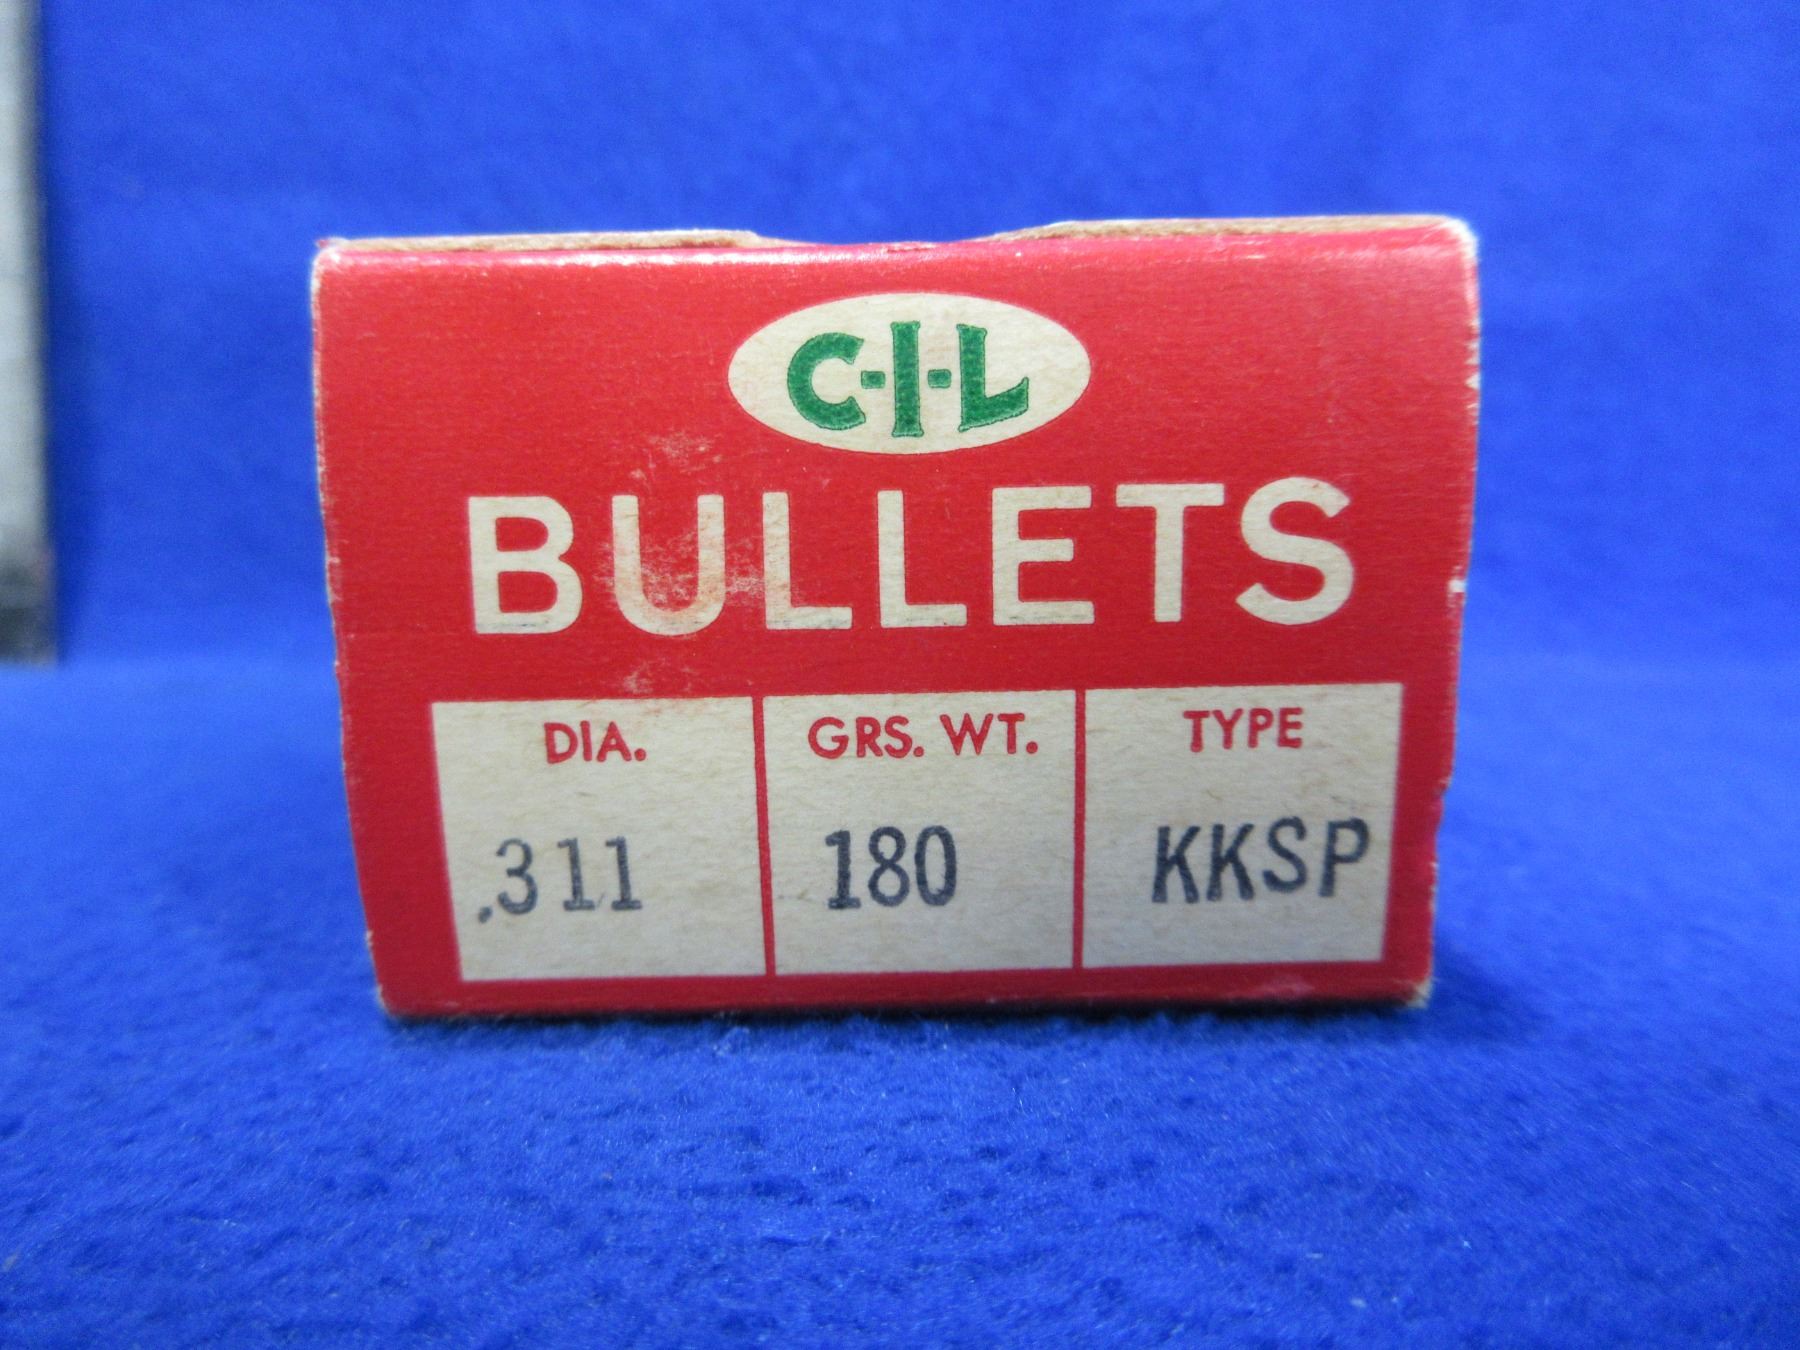 C-I-L
BULLETS
DIA. GRS. WT. TYPE
.311 180 KKSP